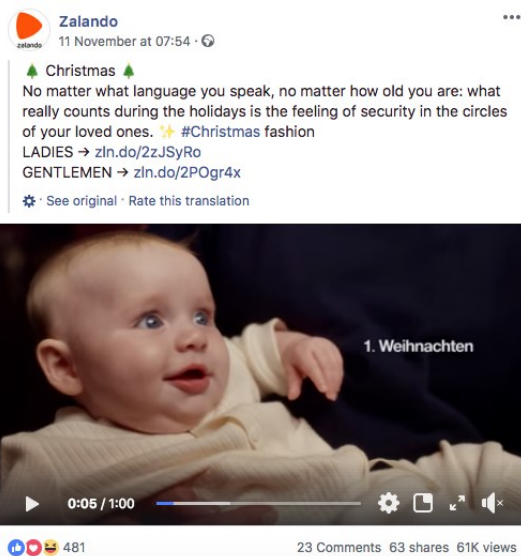 Zalando
11 November at 07:54 ·
zalando
🎄 Christmas 🎄
No matter what language you speak, no matter how old you are: what
really counts during the holidays is the feeling of security in the circles
of your loved ones. ✨ #Christmas fashion
LADIES → zln.do/2zJSyRo
GENTLEMEN → zln.do/2POgr4x
· See original · Rate this translation
1. Weihnachten
0:05 / 1:00
481
23 Comments 63 shares 61K views